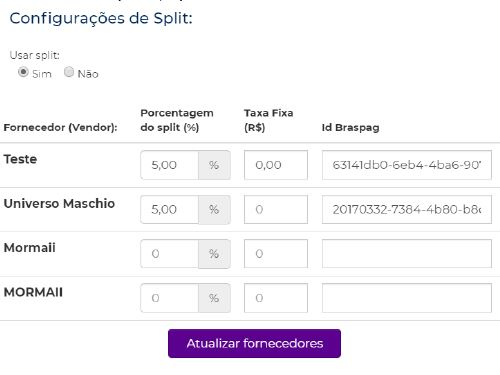 Configurações de Split:
Usar split:
Sim Não
Fornecedor (Vendor): Porcentagem do split (%) Taxa Fixa (R$) Id Braspag
Teste 5,00 % 0,00 63141db0-6eb4-4ba6-90
Universo Maschio 5,00 % 0 20170332-7384-4b80-b8
Mormaii 0 % 0
MORMAII 0 % 0
Atualizar fornecedores